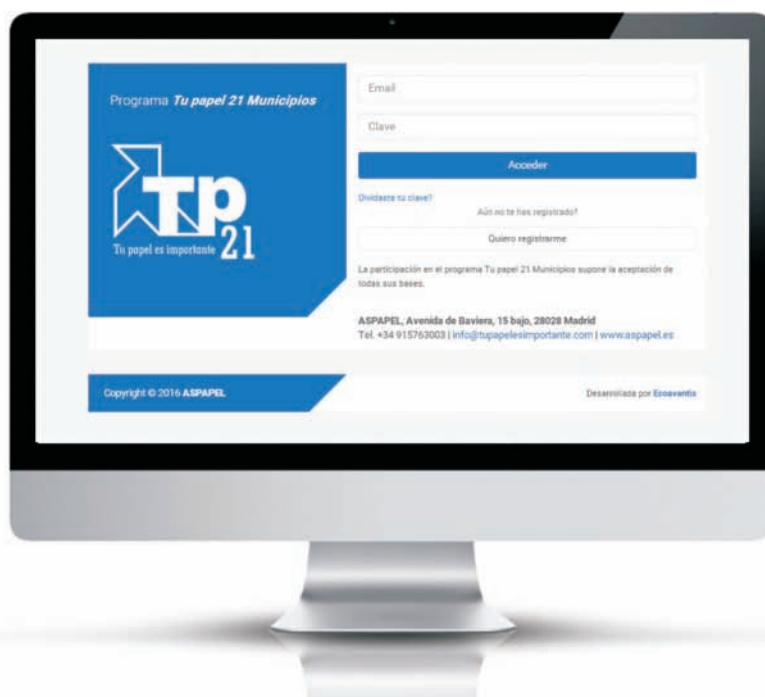 Programa Tu papel 21 Municipios
Tp
21
Tu papel es importante
Email
Clave
Acceder
Olvidaste tu clave?
Aún no te has registrado?
Quiero registrarme
La participación en el programa Tu papel 21 Municipios supone la aceptación de
todas sus bases.
ASPAPEL, Avenida de Baviera, 15 bajo, 28028 Madrid
Tel. +34 915763003 | info@tupapelesimportante.com | www.aspapel.es
Copyright © 2016 ASPAPEL
Desarrollada por Ecoavantis